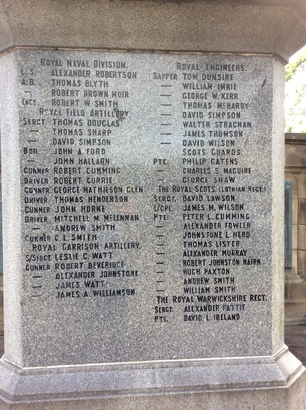 ROYAL NAVAL DIVISION.
L.S. ALEXANDER ROBERTSON
A.B. THOMAS BLYTH
— ROBERT BROWN MOIR
ROBERT W. SMITH
ROYAL FIELD ARTILLERY
SERGT THOMAS DOUGLAS
— THOMAS SHARP
— DAVID SIMPSON
BDR JOHN A. FORD
— JOHN HALLARN
GUNNER ROBERT CUMMING
DRIVER ROBERT CURRIE
GUNNER GEORGE MATHIESON GLEN
DRIVER THOMAS HENDERSON
GUNNER JOHN HORNE
DRIVER MITCHELL M. McLENNAN
— ANDREW SMITH
GUNNER C. L. SMITH
ROYAL GARRISON ARTILLERY.
S/SERGT LESLIE C. WATT
GUNNER ROBERT BEVERIDGE
— ALEXANDER JOHNSTONE
— JAMES WATT
— JAMES A. WILLIAMSON
ROYAL ENGINEERS.
SAPPER TOM DUNSIRE
— WILLIAM IMRIE
— GEORGE W. KERR
— THOMAS McHARDY
— DAVID SIMPSON
— WALTER STRACHAN
— JAMES THOMSON
— DAVID WILSON
SCOTS GUARDS.
PTE. PHILIP CATENS
— CHARLES S. MAGUIRE
— GEORGE SHAW
THE ROYAL SCOTS (LOTHIAN REGT.)
SERGT. DAVID LAWSON
L/CPL. JAMES M. WILSON
PTE. PETER L. CUMMING
— ALEXANDER FOWLER
— JOHNSTONE L. HERD
— THOMAS LISTER
— ALEXANDER MURRAY
— ROBERT JOHNSTON NAIRN
— HUGH PAXTON
— ANDREW SMITH
— WILLIAM SMITH
THE ROYAL WARWICKSHIRE REGT.
SERGT. ALEXANDER PATTIE
PTE. DAVID L. IRELAND